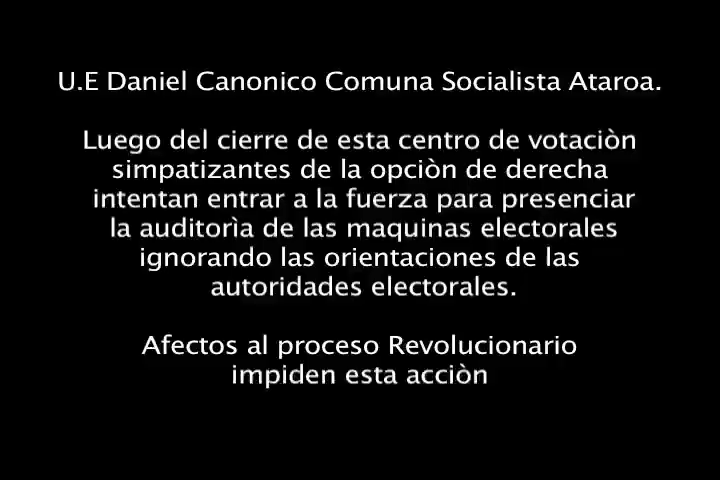 U.E Daniel Canonico Comuna Socialista Ataroa.
Luego del cierre de esta centro de votaciòn
simpatizantes de la opciòn de derecha
intentan entrar a la fuerza para presenciar
la auditorìa de las maquinas electorales
ignorando las orientaciones de las
autoridades electorales.
Afectos al proceso Revolucionario
impiden esta acciòn